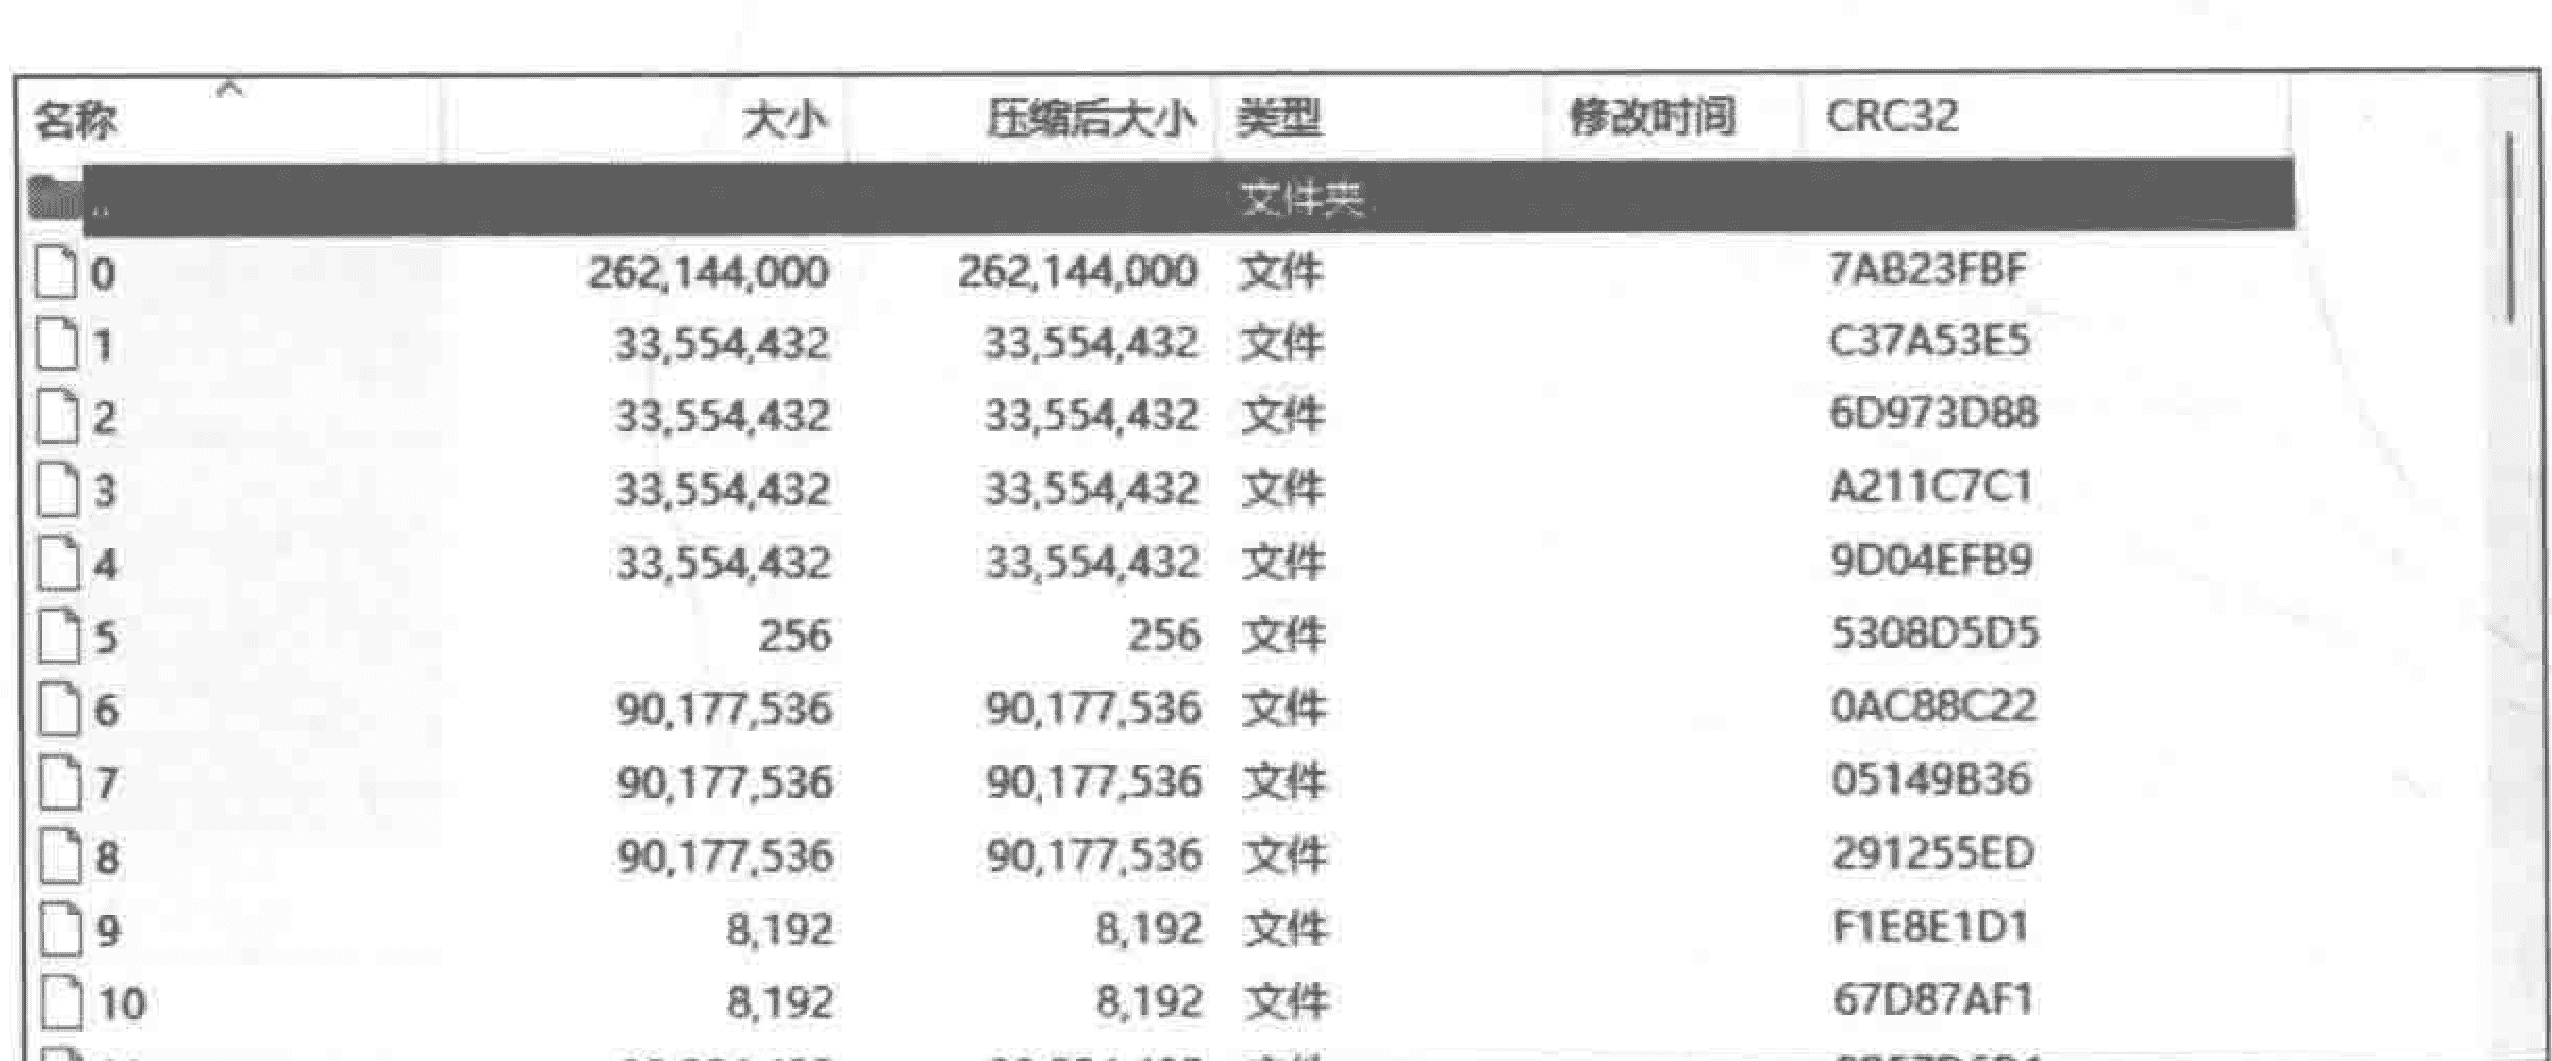 名称 大小 压缩后大小 类型 修改时间 CRC32
.. 文件夹
0 262,144,000 262,144,000 文件 7AB23FBF
1 33,554,432 33,554,432 文件 C37A53E5
2 33,554,432 33,554,432 文件 6D973D88
3 33,554,432 33,554,432 文件 A211C7C1
4 33,554,432 33,554,432 文件 9D04EFB9
5 256 256 文件 5308D5D5
6 90,177,536 90,177,536 文件 0AC88C22
7 90,177,536 90,177,536 文件 05149B36
8 90,177,536 90,177,536 文件 291255ED
9 8,192 8,192 文件 F1E8E1D1
10 8,192 8,192 文件 67D87AF1